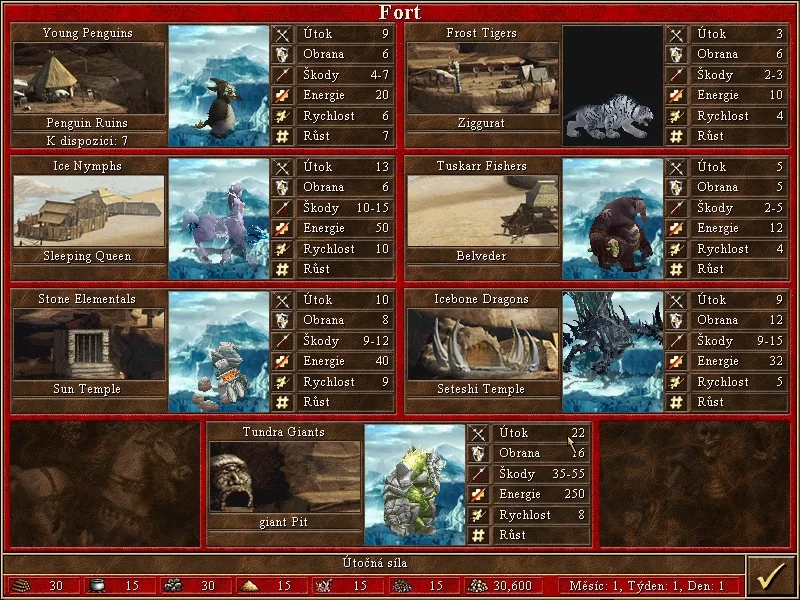 Fort
Young Penguins
Útok 9
Obrana 6
Škody 4-7
Energie 20
Rychlost 6
Růst 7
Penguin Ruins
K dispozici: 7
Frost Tigers
Útok 3
Obrana 6
Škody 2-3
Energie 10
Rychlost 4
Růst
Ziggurat
Ice Nymphs
Útok 13
Obrana 6
Škody 10-15
Energie 50
Rychlost 10
Růst
Sleeping Queen
Tuskarr Fishers
Útok 5
Obrana 5
Škody 2-5
Energie 12
Rychlost 4
Růst
Belveder
Stone Elementals
Útok 10
Obrana 8
Škody 9-12
Energie 40
Rychlost 9
Růst
Sun Temple
Icebone Dragons
Útok 9
Obrana 12
Škody 9-15
Energie 32
Rychlost 5
Růst
Seteshi Temple
Tundra Giants
Útok 22
Obrana 16
Škody 35-55
Energie 250
Rychlost 8
Růst
giant Pit
Útočná síla
30 15 30 15 15 15 30,600 Měsíc: 1, Týden: 1, Den: 1